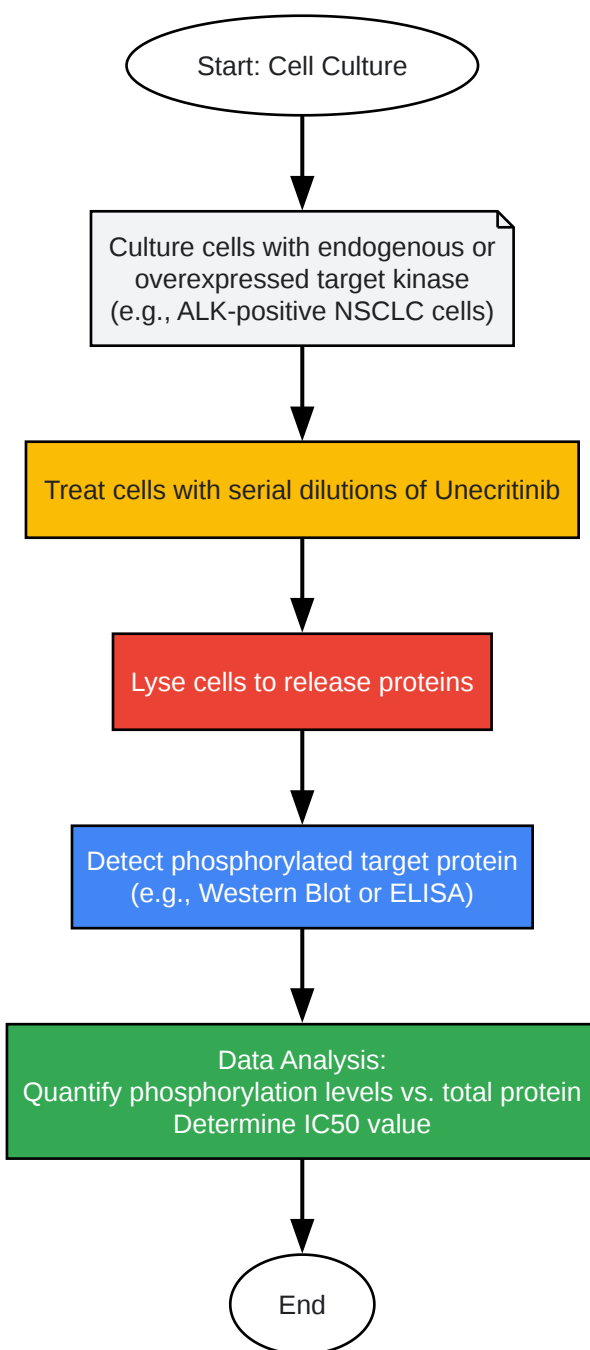 Start: Cell Culture
Culture cells with endogenous or
overexpressed target kinase
(e.g., ALK-positive NSCLC cells)
Treat cells with serial dilutions of Unecritinib
Lyse cells to release proteins
Detect phosphorylated target protein
(e.g., Western Blot or ELISA)
Data Analysis:
Quantify phosphorylation levels vs. total protein
Determine IC50 value
End